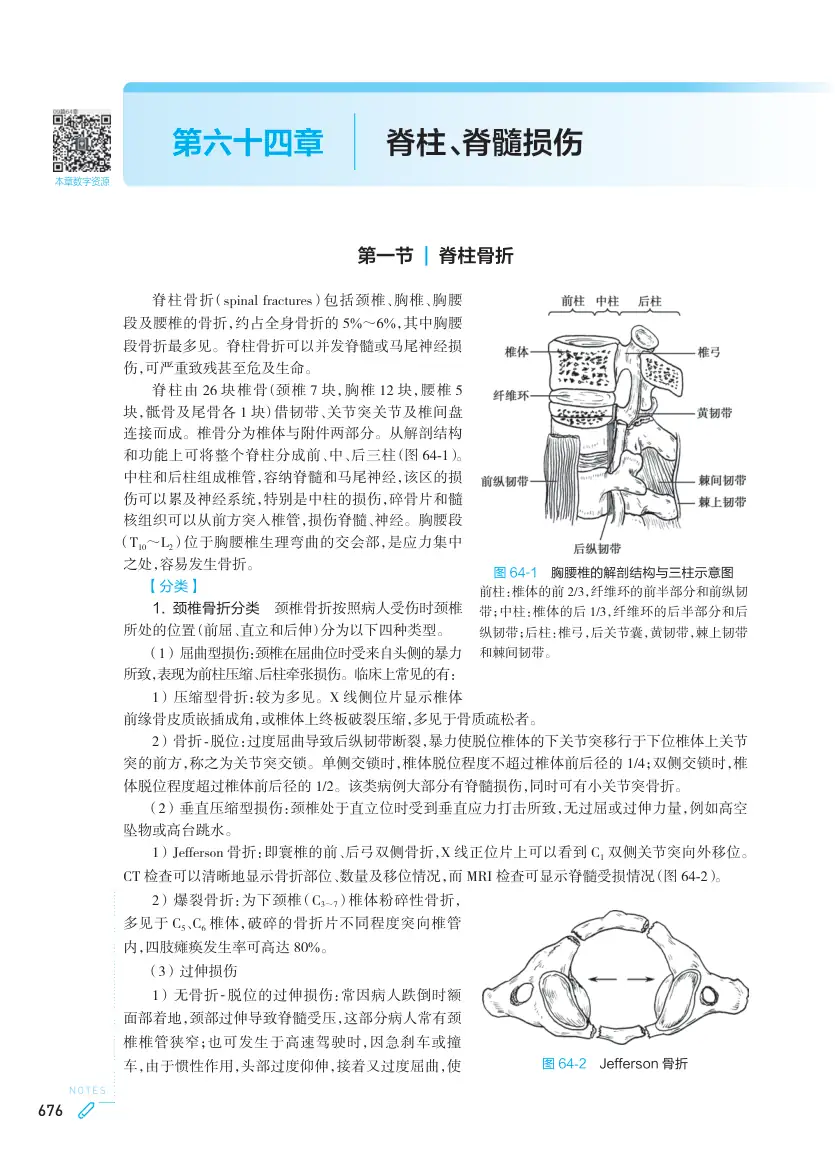 第六十四章 脊柱、脊髓损伤
本章数字资源
第一节 | 脊柱骨折
脊柱骨折（spinal fractures）包括颈椎、胸椎、胸腰
段及腰椎的骨折，约占全身骨折的 5%～6%，其中胸腰
段骨折最多见。脊柱骨折可以并发脊髓或马尾神经损
伤，可严重致残甚至危及生命。
脊柱由 26 块椎骨（颈椎 7 块，胸椎 12 块，腰椎 5
块，骶骨及尾骨各 1 块）借韧带、关节突关节及椎间盘
连接而成。椎骨分为椎体与附件两部分。从解剖结构
和功能上可将整个脊柱分成前、中、后三柱（图 64-1）。
中柱和后柱组成椎管，容纳脊髓和马尾神经，该区的损
伤可以累及神经系统，特别是中柱的损伤，碎骨片和髓
核组织可以从前方突入椎管，损伤脊髓、神经。胸腰段
（T10～L2）位于胸腰椎生理弯曲的交会部，是应力集中
之处，容易发生骨折。
【分类】
1. 颈椎骨折分类 颈椎骨折按照病人受伤时颈椎
所处的位置（前屈、直立和后伸）分为以下四种类型。
（1）屈曲型损伤：颈椎在屈曲位时受来自头侧的暴力
所致，表现为前柱压缩、后柱牵张损伤。临床上常见的有：
1）压缩型骨折：较为多见。X 线侧位片显示椎体
前缘骨皮质嵌插成角，或椎体上终板破裂压缩，多见于骨质疏松者。
2）骨折-脱位：过度屈曲导致后纵韧带断裂，暴力使脱位椎体的下关节突移行于下位椎体上关节
突的前方，称之为关节突交锁。单侧交锁时，椎体脱位程度不超过椎体前后径的 1/4；双侧交锁时，椎
体脱位程度超过椎体前后径的 1/2。该类病例大部分有脊髓损伤，同时可有小关节突骨折。
（2）垂直压缩型损伤：颈椎处于直立位时受到垂直应力打击所致，无过屈或过伸力量，例如高空
坠物或高台跳水。
1）Jefferson 骨折：即寰椎的前、后弓双侧骨折，X 线正位片上可以看到 C1 双侧关节突向外移位。
CT 检查可以清晰地显示骨折部位、数量及移位情况，而 MRI 检查可显示脊髓受损情况（图 64-2）。
2）爆裂骨折：为下颈椎（C3～7）椎体粉碎性骨折，
多见于 C5、C6 椎体，破碎的骨折片不同程度突向椎管
内，四肢瘫痪发生率可高达 80%。
（3）过伸损伤
1）无骨折-脱位的过伸损伤：常因病人跌倒时额
面部着地，颈部过伸导致脊髓受压，这部分病人常有颈
椎椎管狭窄；也可发生于高速驾驶时，因急刹车或撞
车，由于惯性作用，头部过度仰伸，接着又过度屈曲，使
前柱 中柱 后柱
椎体
椎弓
纤维环
黄韧带
前纵韧带
棘间韧带
棘上韧带
后纵韧带
图 64-1 胸腰椎的解剖结构与三柱示意图
前柱：椎体的前 2/3，纤维环的前半部分和前纵韧
带；中柱：椎体的后 1/3，纤维环的后半部分和后
纵韧带；后柱：椎弓，后关节囊，黄韧带，棘上韧带
和棘间韧带。
图 64-2 Jefferson 骨折
NOTES
676